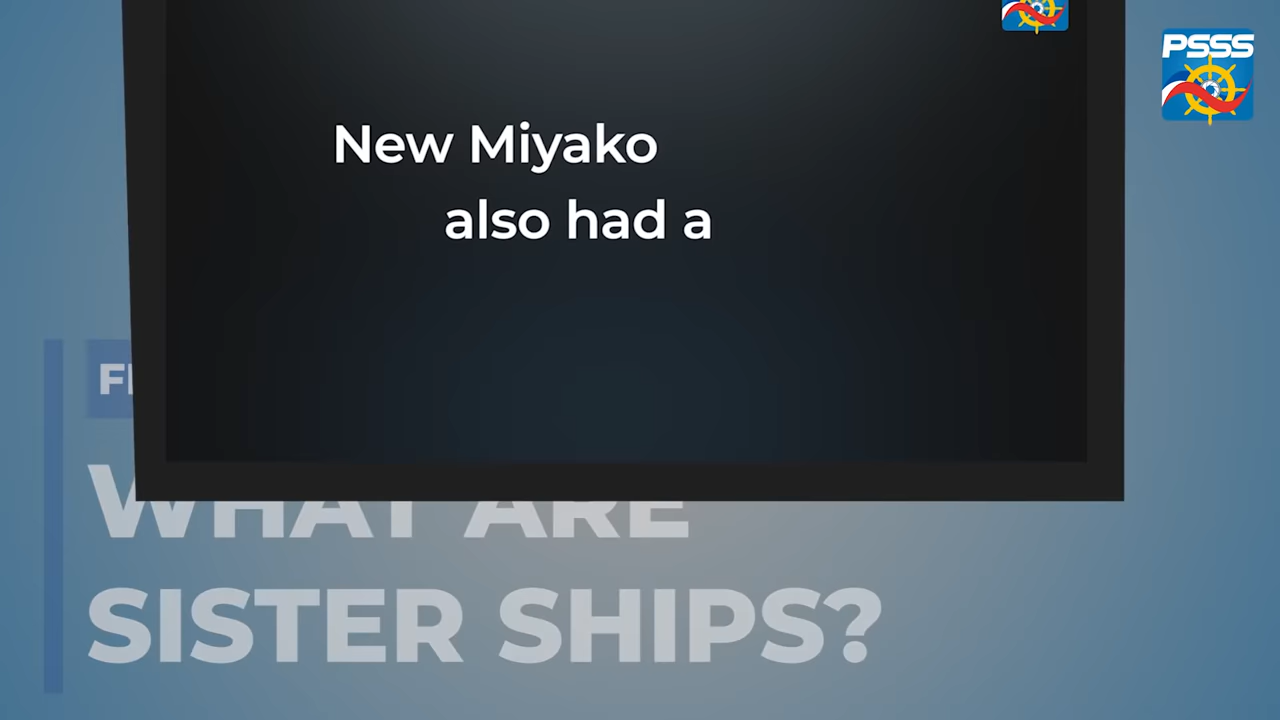 PSSS
New Miyako
also had a
WHAT ARE
SISTER SHIPS?